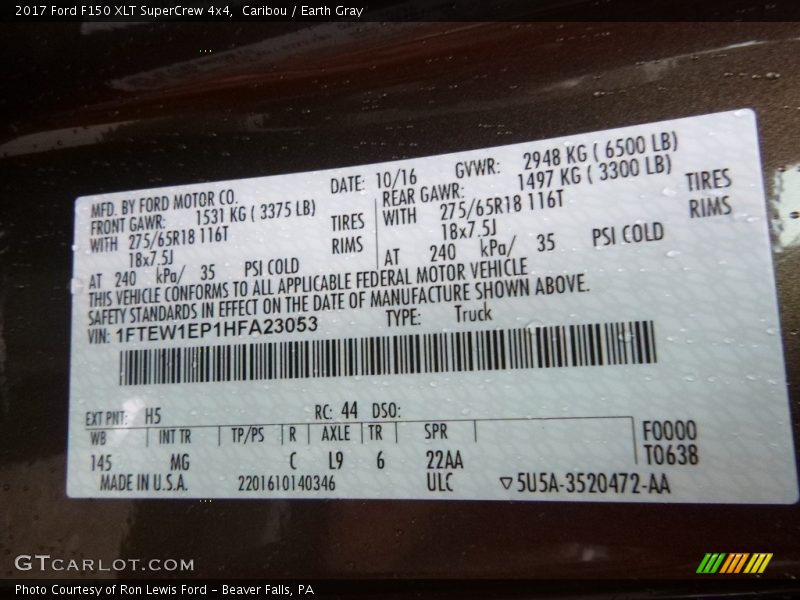 2017 Ford F150 XLT SuperCrew 4x4, Caribou / Earth Gray
MFD. BY FORD MOTOR CO.
DATE: 10/16 GVWR: 2948 KG ( 6500 LB)
FRONT GAWR: 1531 KG ( 3375 LB)
REAR GAWR: 1497 KG ( 3300 LB)
WITH 275/65R18 116T TIRES
WITH 275/65R18 116T TIRES
18x7.5J RIMS
18x7.5J RIMS
AT 240 kPa/ 35 PSI COLD
AT 240 kPa/ 35 PSI COLD
THIS VEHICLE CONFORMS TO ALL APPLICABLE FEDERAL MOTOR VEHICLE
SAFETY STANDARDS IN EFFECT ON THE DATE OF MANUFACTURE SHOWN ABOVE.
VIN: 1FTEW1EP1HFA23053 TYPE: Truck
EXT PNT: H5 RC: 44 DSO:
WB INT TR TP/PS R AXLE TR SPR F0000
145 MG C L9 6 22AA T0638
MADE IN U.S.A. 2201610140346 ULC ▽5U5A-3520472-AA
GTCARLOT.COM
Photo Courtesy of Ron Lewis Ford - Beaver Falls, PA